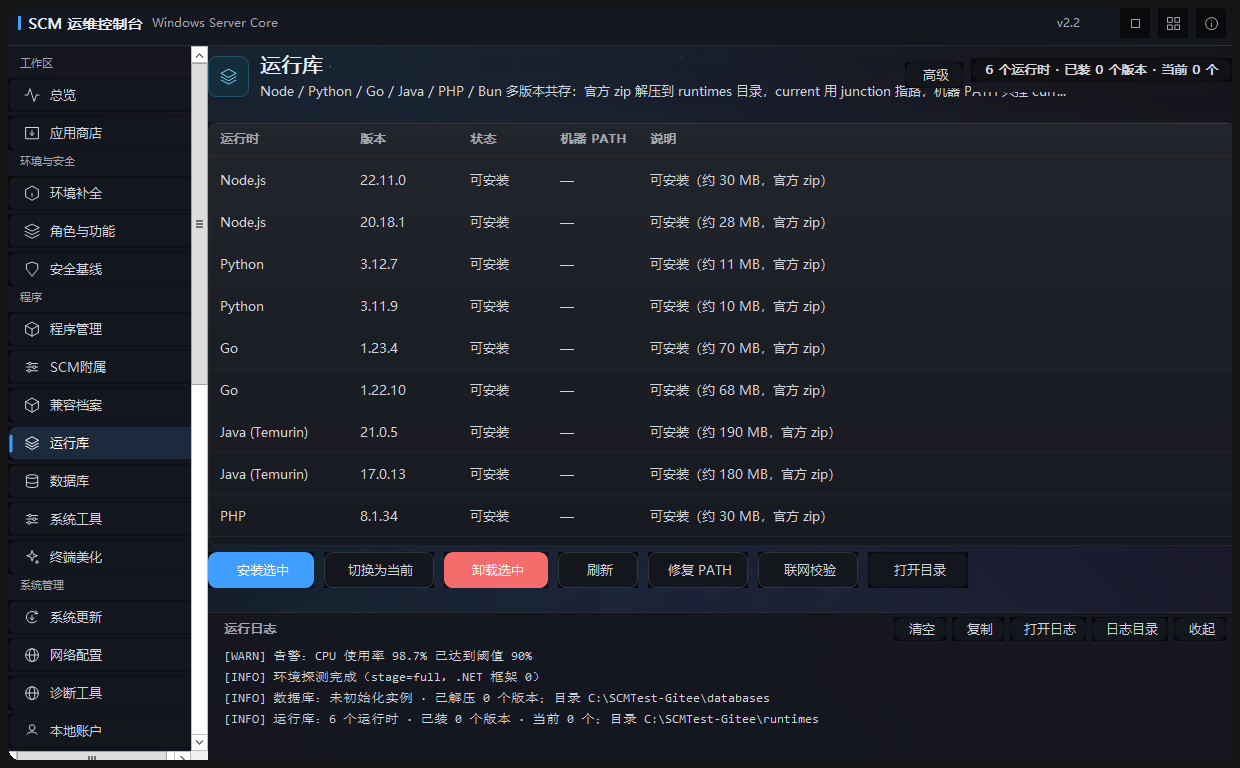 SCM 运维控制台 Windows Server Core v2.2
工作区
总览
应用商店
环境与安全
环境补全
角色与功能
安全基线
程序
程序管理
SCM附属
兼容档案
运行库
数据库
系统工具
终端美化
系统管理
系统更新
网络配置
诊断工具
本地账户
运行库
高级 6 个运行时 · 已装 0 个版本 · 当前 0 个
Node / Python / Go / Java / PHP / Bun 多版本共存：官方 zip 解压到 runtimes 目录，current 用 junction 指路，机器 PATH
运行时 版本 状态 机器 PATH 说明
Node.js 22.11.0 可安装 — 可安装（约 30 MB，官方 zip）
Node.js 20.18.1 可安装 — 可安装（约 28 MB，官方 zip）
Python 3.12.7 可安装 — 可安装（约 11 MB，官方 zip）
Python 3.11.9 可安装 — 可安装（约 10 MB，官方 zip）
Go 1.23.4 可安装 — 可安装（约 70 MB，官方 zip）
Go 1.22.10 可安装 — 可安装（约 68 MB，官方 zip）
Java (Temurin) 21.0.5 可安装 — 可安装（约 190 MB，官方 zip）
Java (Temurin) 17.0.13 可安装 — 可安装（约 180 MB，官方 zip）
PHP 8.1.34 可安装 — 可安装（约 30 MB，官方 zip）
安装选中 切换为当前 卸载选中 刷新 修复 PATH 联网校验 打开目录
运行日志 清空 复制 打开日志 日志目录 收起
[WARN] 告警：CPU 使用率 98.7% 已达到阈值 90%
[INFO] 环境探测完成（stage=full，.NET 框架 0）
[INFO] 数据库：未初始化实例 · 已解压 0 个版本；目录 C:\SCMTest-Gitee\databases
[INFO] 运行库：6 个运行时 · 已装 0 个版本 · 当前 0 个；目录 C:\SCMTest-Gitee\runtimes